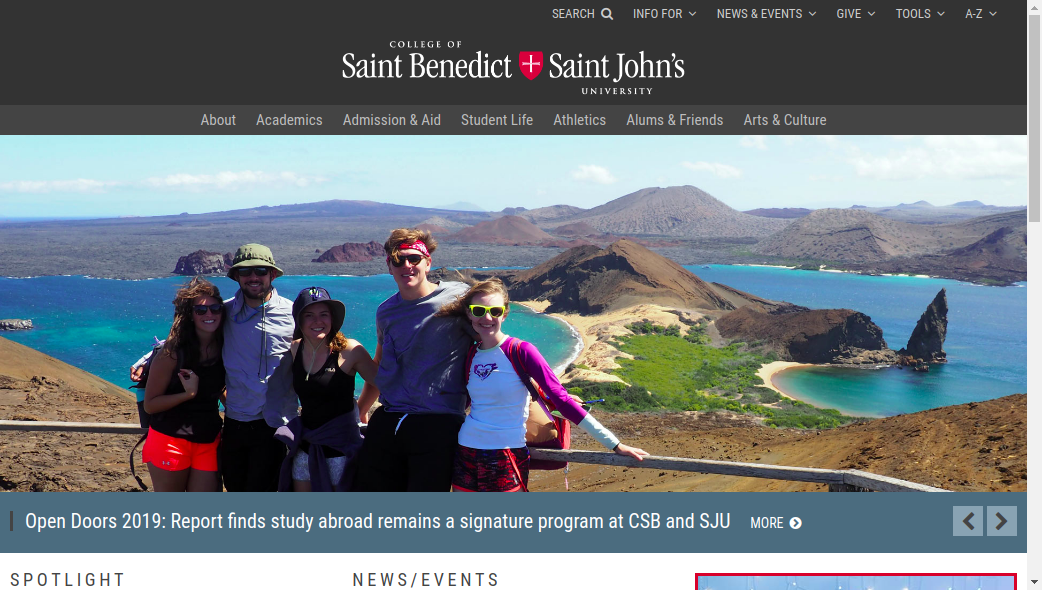 SEARCH INFO FOR NEWS & EVENTS GIVE TOOLS A-Z
COLLEGE OF
Saint Benedict Saint John's
UNIVERSITY
About Academics Admission & Aid Student Life Athletics Alums & Friends Arts & Culture
Open Doors 2019: Report finds study abroad remains a signature program at CSB and SJU MORE
SPOTLIGHT NEWS/EVENTS